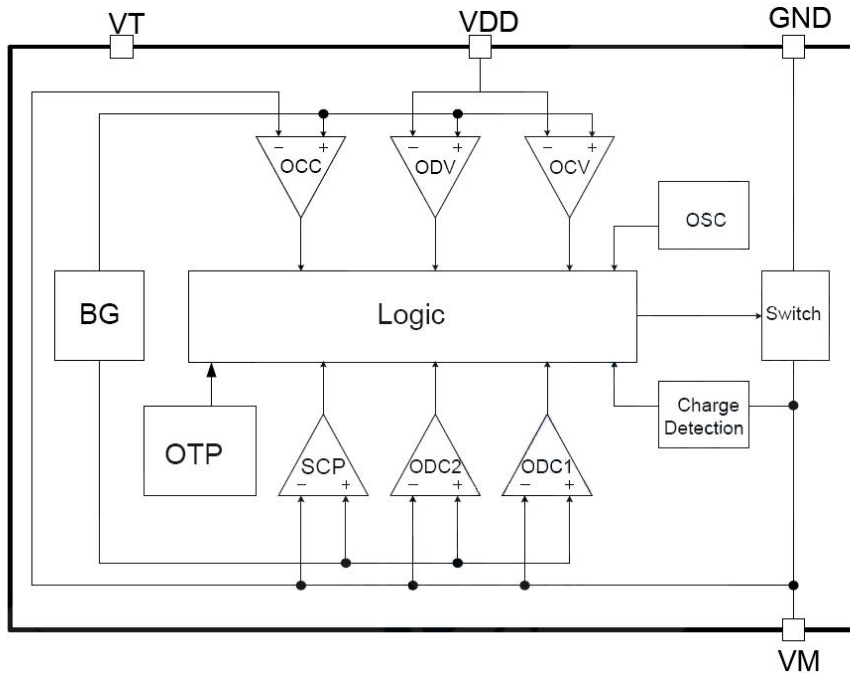 VT VDD GND
− + − + − +
OCC ODV OCV
OSC
BG Logic Switch
Charge
Detection
OTP
SCP ODC2 ODC1
− + − + − +
VM